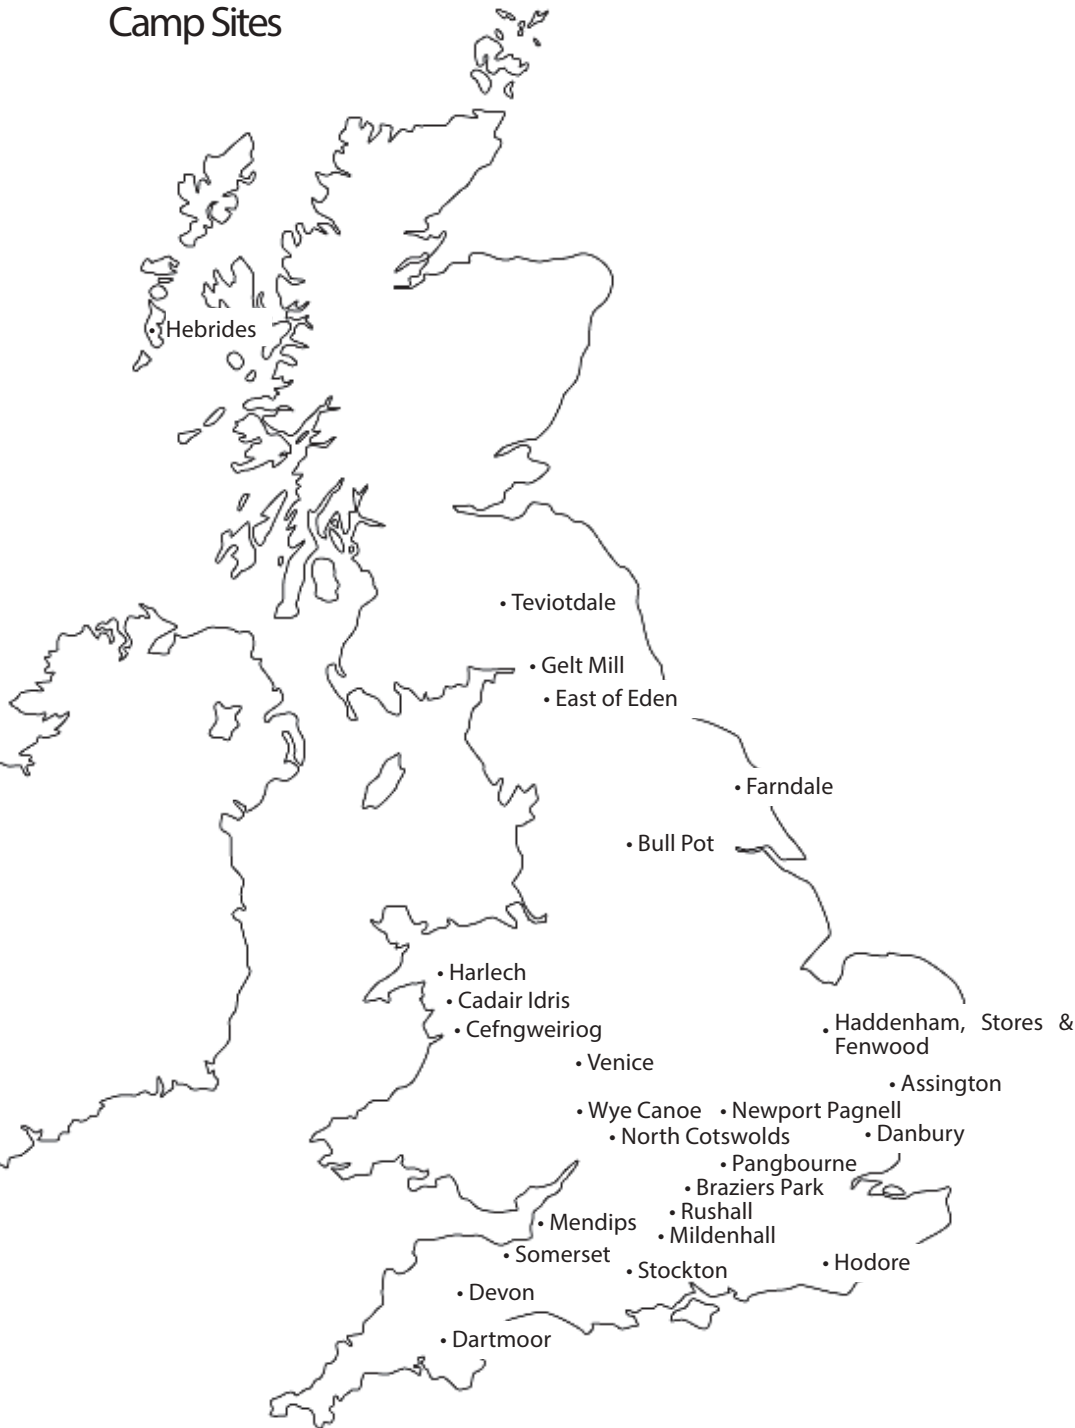 Camp Sites
Hebrides
Teviotdale
Gelt Mill
East of Eden
Farndale
Bull Pot
Harlech
Cadair Idris
Cefngweiriog
Haddenham, Stores &
Fenwood
Venice
Assington
Wye Canoe
Newport Pagnell
North Cotswolds
Danbury
Pangbourne
Braziers Park
Rushall
Mendips
Mildenhall
Somerset
Hodore
Stockton
Devon
Dartmoor